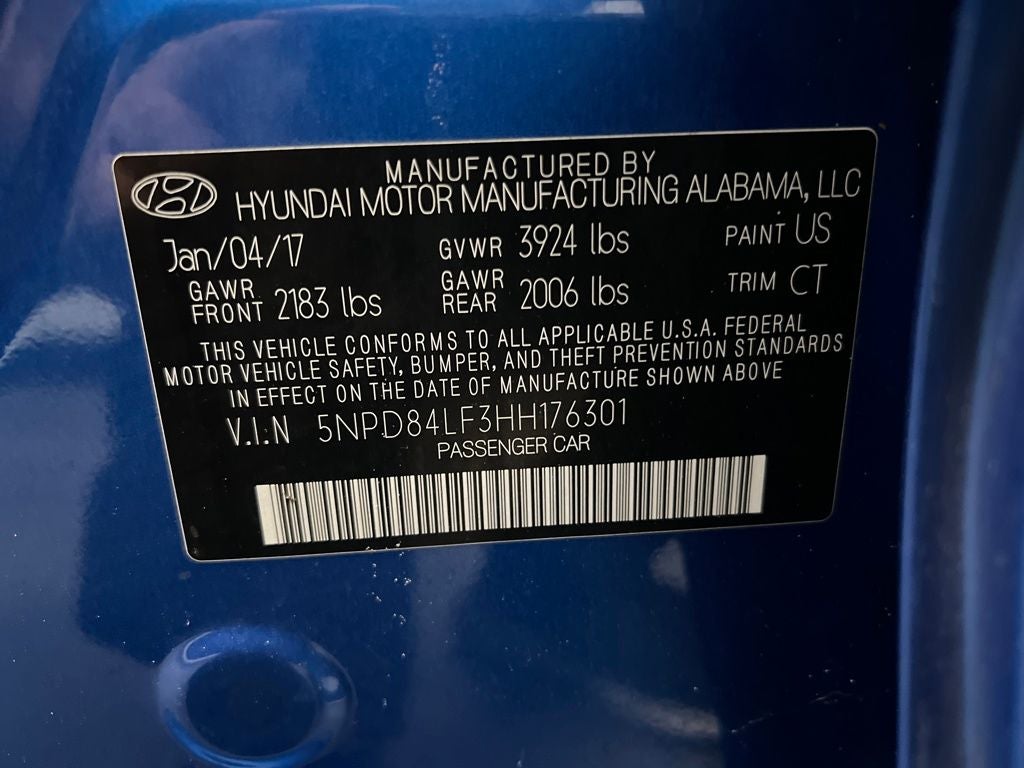 MANUFACTURED BY
HYUNDAI MOTOR MANUFACTURING ALABAMA, LLC
Jan/04/17 GVWR 3924 lbs PAINT US
GAWR FRONT 2183 lbs GAWR REAR 2006 lbs TRIM CT
THIS VEHICLE CONFORMS TO ALL APPLICABLE U.S.A. FEDERAL
MOTOR VEHICLE SAFETY, BUMPER, AND THEFT PREVENTION STANDARDS
IN EFFECT ON THE DATE OF MANUFACTURE SHOWN ABOVE
V.I.N 5NPD84LF3HH176301
PASSENGER CAR